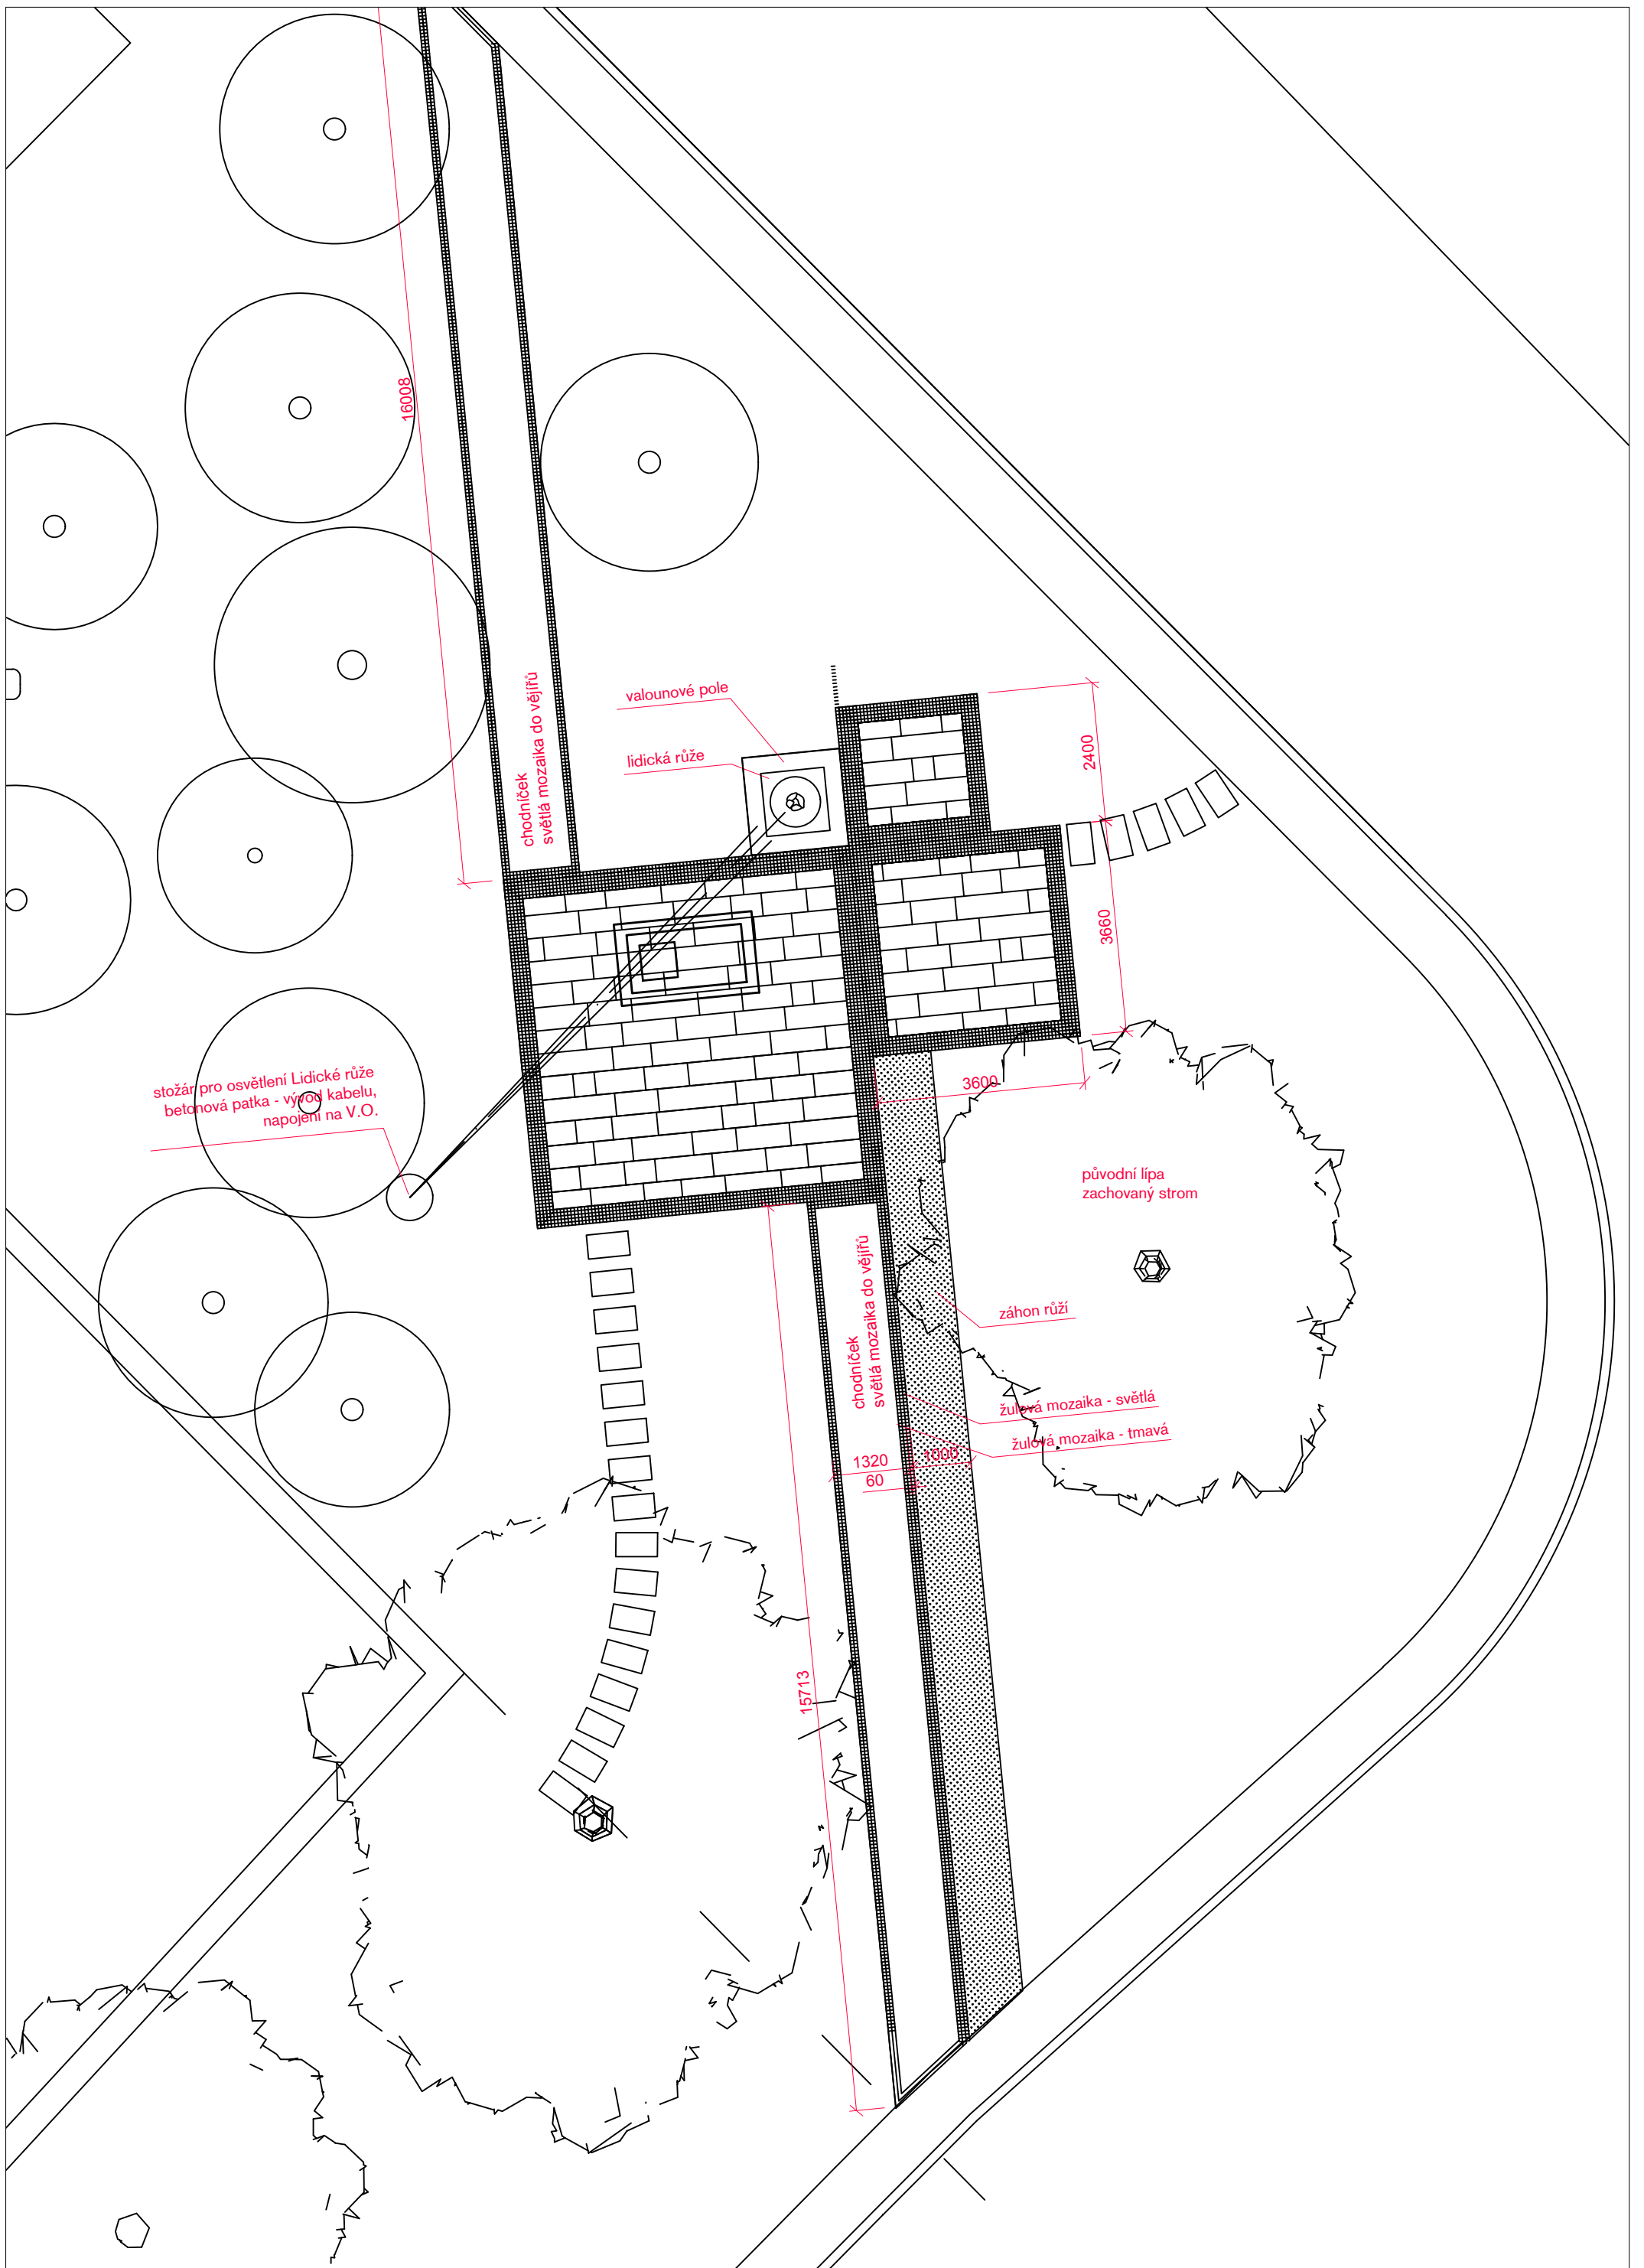 16008
chodníček
světlá mozaika do vějířů
valounové pole
lidická růže
2400
3660
3600
stožár pro osvětlení Lidické růže
betonová patka - vývod kabelu,
napojení na V.O.
původní lípa
zachovaný strom
chodníček
světlá mozaika do vějířů
záhon růží
žulová mozaika - světlá
žulová mozaika - tmavá
1320
1000
60
15713